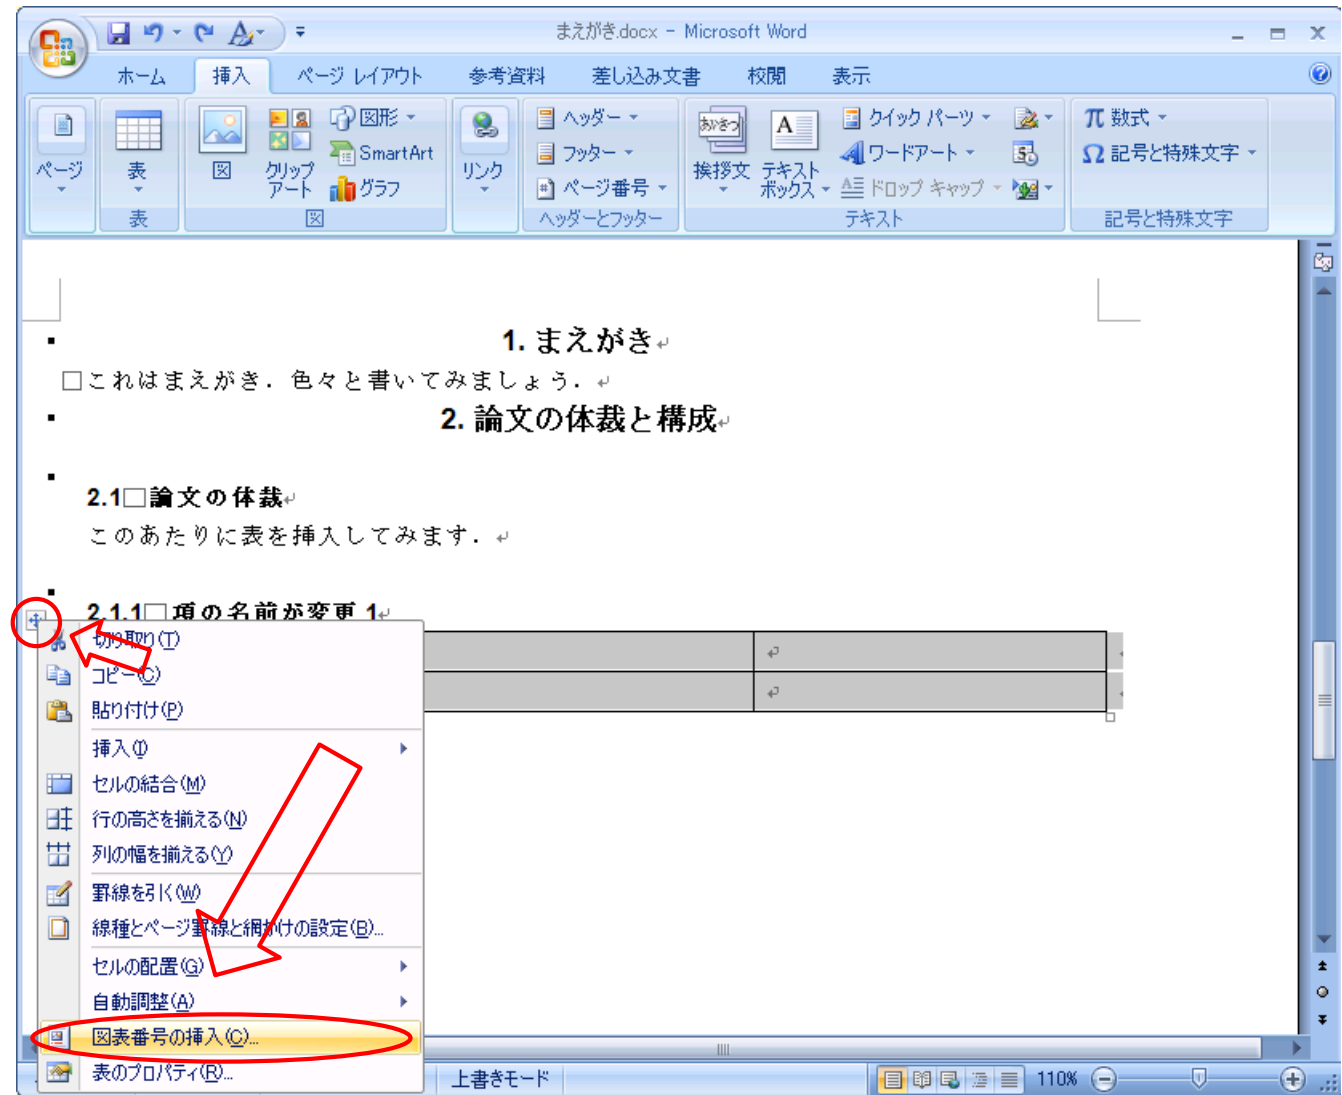 まえがき.docx - Microsoft Word
ホーム 挿入 ページ レイアウト 参考資料 差し込み文書 校閲 表示
ページ
表
表
図
クリップ
アート
図形
SmartArt
グラフ
図
リンク
ヘッダー
フッター
ページ番号
ヘッダーとフッター
あいさつ
挨拶文
A
テキスト
ボックス
クイック パーツ
ワードアート
ドロップ キャップ
テキスト
π 数式
Ω 記号と特殊文字
記号と特殊文字
1. まえがき
□これはまえがき．色々と書いてみましょう．
2. 論文の体裁と構成
2.1□論文の体裁
このあたりに表を挿入してみます．
2.1.1□項の名前が変更 1
切り取り(T)
コピー(C)
貼り付け(P)
挿入(I)
セルの結合(M)
行の高さを揃える(N)
列の幅を揃える(Y)
罫線を引く(W)
線種とページ罫線と網かけの設定(B)...
セルの配置(G)
自動調整(A)
図表番号の挿入(C)...
表のプロパティ(R)...
上書きモード
110%